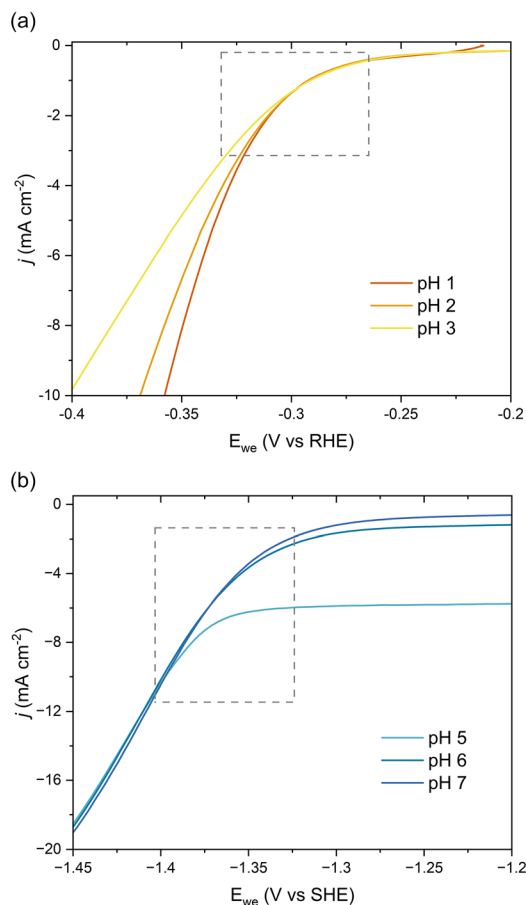 (a)
0
-2
-4
-6
-8
-10
j (mA cm⁻²)
pH 1
pH 2
pH 3
-0.4
-0.35
-0.3
-0.25
-0.2
E_we (V vs RHE)
(b)
0
−4
−8
−12
−16
−20
j (mA cm⁻²)
pH 5
pH 6
pH 7
−1.45
−1.4
−1.35
−1.3
−1.25
−1.2
E_we (V vs SHE)